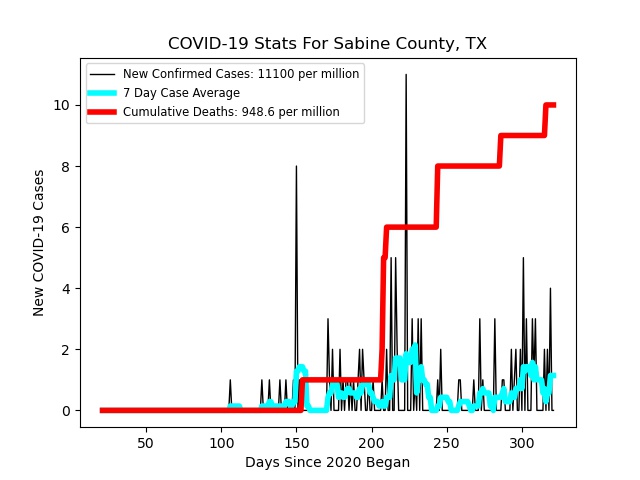 COVID-19 Stats For Sabine County, TX
New Confirmed Cases: 11100 per million
7 Day Case Average
Cumulative Deaths: 948.6 per million
New COVID-19 Cases
10
8
6
4
2
0
50 100 150 200 250 300
Days Since 2020 Began